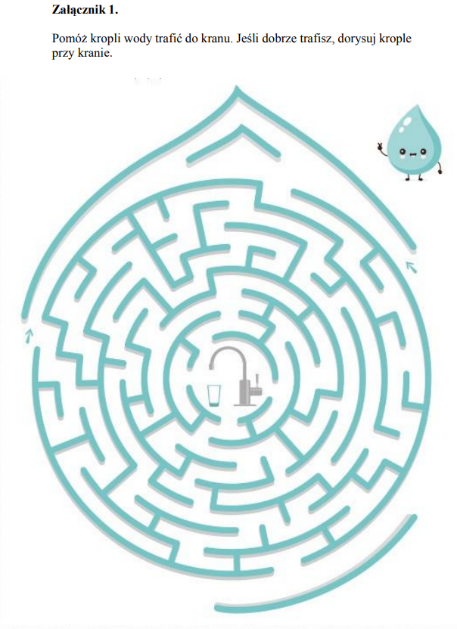 Załącznik 1.
Pomóż kropli wody trafić do kranu. Jeśli dobrze trafisz, dorysuj krople
przy kranie.